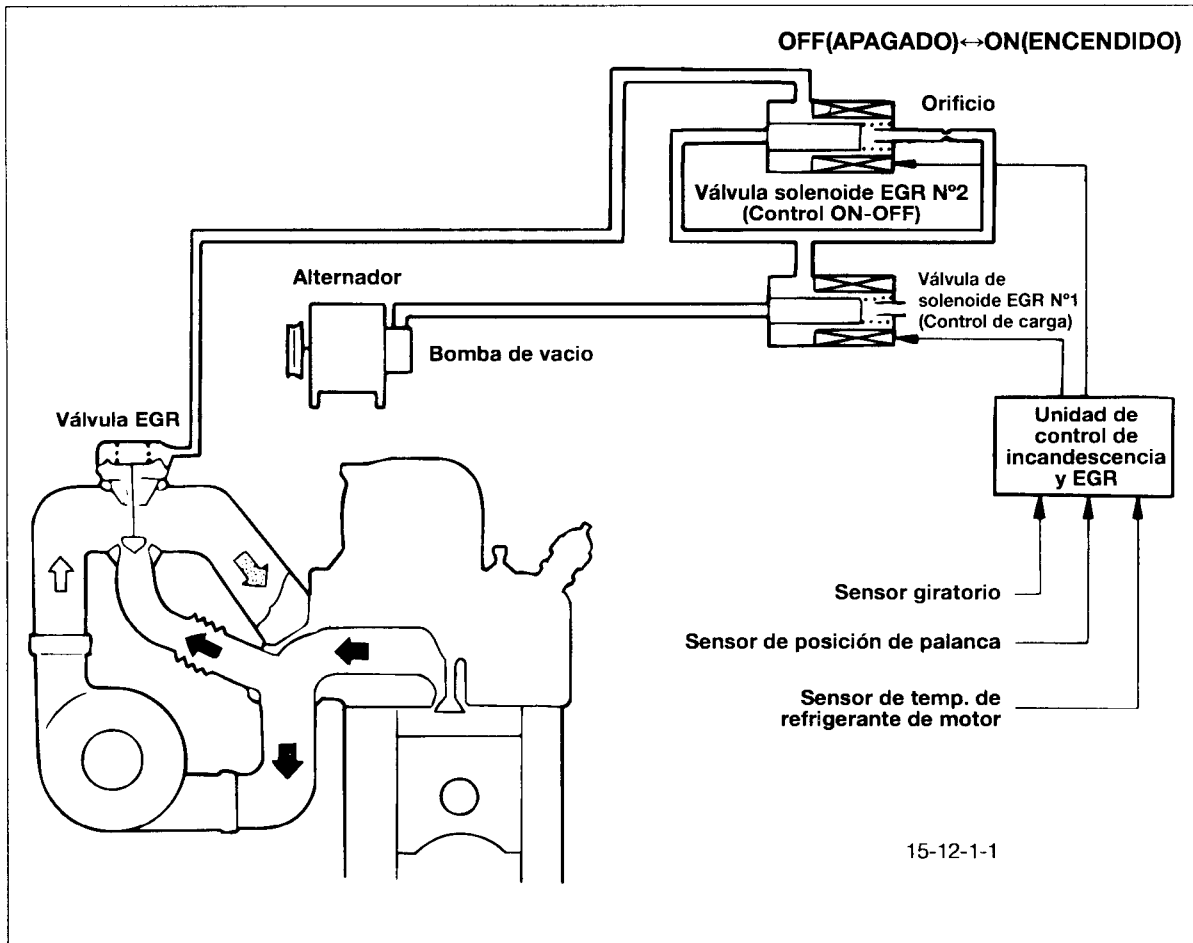 OFF(APAGADO)↔ON(ENCENDIDO)
Orificio
Válvula solenoide EGR Nº2
(Control ON-OFF)
Alternador
Bomba de vacio
Válvula de
solenoide EGR Nº1
(Control de carga)
Válvula EGR
Unidad de
control de
incandescencia
y EGR
Sensor giratorio
Sensor de posición de palanca
Sensor de temp. de
refrigerante de motor
15-12-1-1